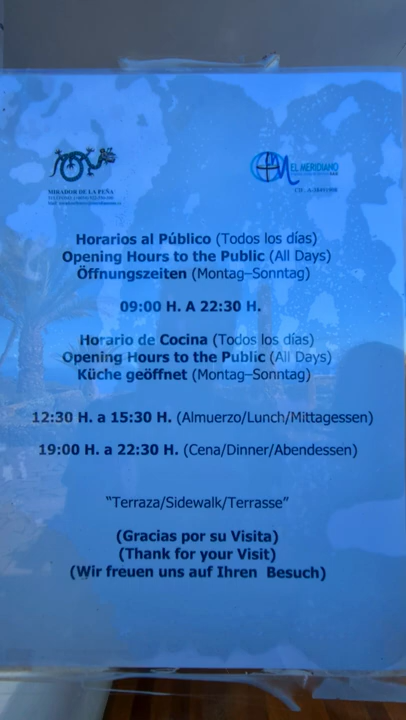 MIRADOR DE LA PEÑA
EL MERIDIANO
Horarios al Público (Todos los días)
Opening Hours to the Public (All Days)
Öffnungszeiten (Montag–Sonntag)
09:00 H. A 22:30 H.
Horario de Cocina (Todos los días)
Opening Hours to the Public (All Days)
Küche geöffnet (Montag–Sonntag)
12:30 H. a 15:30 H. (Almuerzo/Lunch/Mittagessen)
19:00 H. a 22:30 H. (Cena/Dinner/Abendessen)
“Terraza/Sidewalk/Terrasse”
(Gracias por su Visita)
(Thank for your Visit)
(Wir freuen uns auf Ihren Besuch)